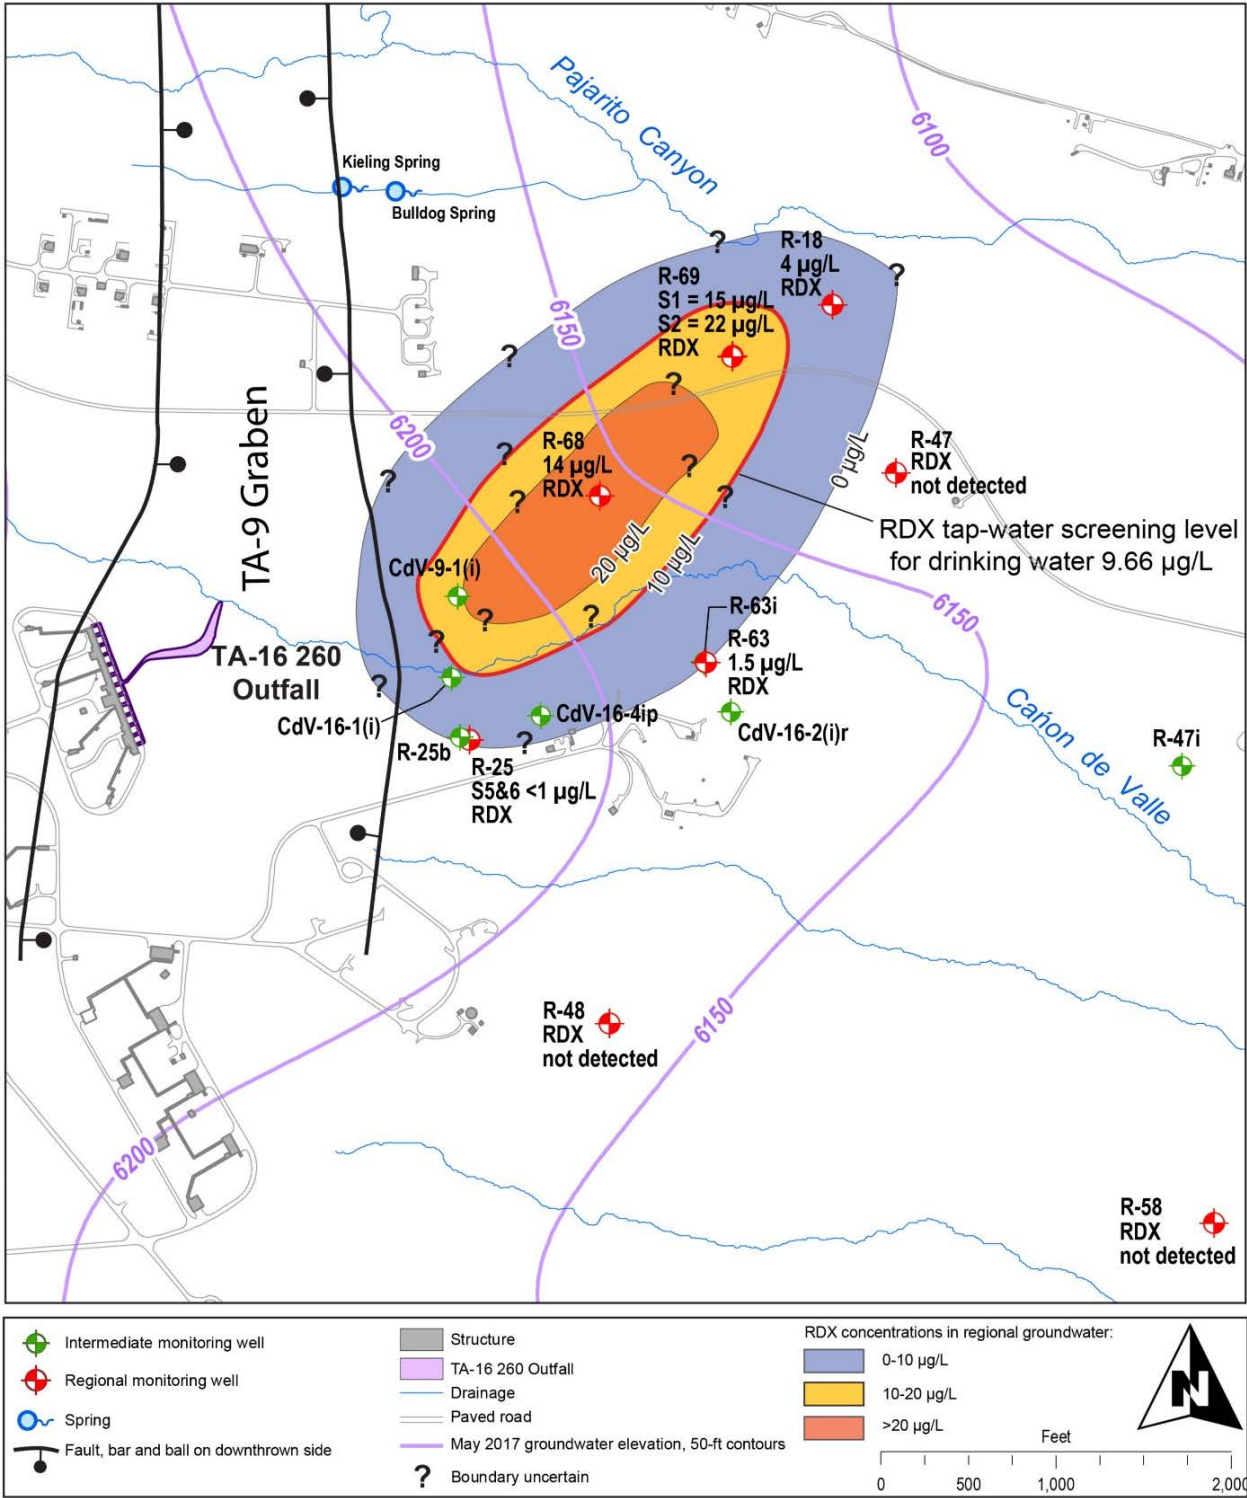 Pajarito Canyon
6100
Kieling Spring
Bulldog Spring
R-18
4 µg/L
RDX
R-69
S1 = 15 µg/L
S2 = 22 µg/L
RDX
?
?
6150
?
?
TA-9 Graben
6200
?
?
R-68
14 µg/L
RDX
?
?
?
0 µg/L
R-47
RDX
not detected
RDX tap-water screening level
for drinking water 9.66 µg/L
20 µg/L
10 µg/L
CdV-9-1(i)
?
?
?
R-63i
R-63
1.5 µg/L
RDX
6150
TA-16 260
Outfall
?
CdV-16-1(i)
CdV-16-4ip
CdV-16-2(i)r
R-25b
?
R-25
S5&6 <1 µg/L
RDX
Cañon de Valle
R-47i
R-48
RDX
not detected
6150
6200
R-58
RDX
not detected
Intermediate monitoring well
Regional monitoring well
Spring
Fault, bar and ball on downthrown side
Structure
TA-16 260 Outfall
Drainage
Paved road
May 2017 groundwater elevation, 50-ft contours
? Boundary uncertain
RDX concentrations in regional groundwater:
0-10 µg/L
10-20 µg/L
>20 µg/L
Feet
0 500 1,000 2,000
N